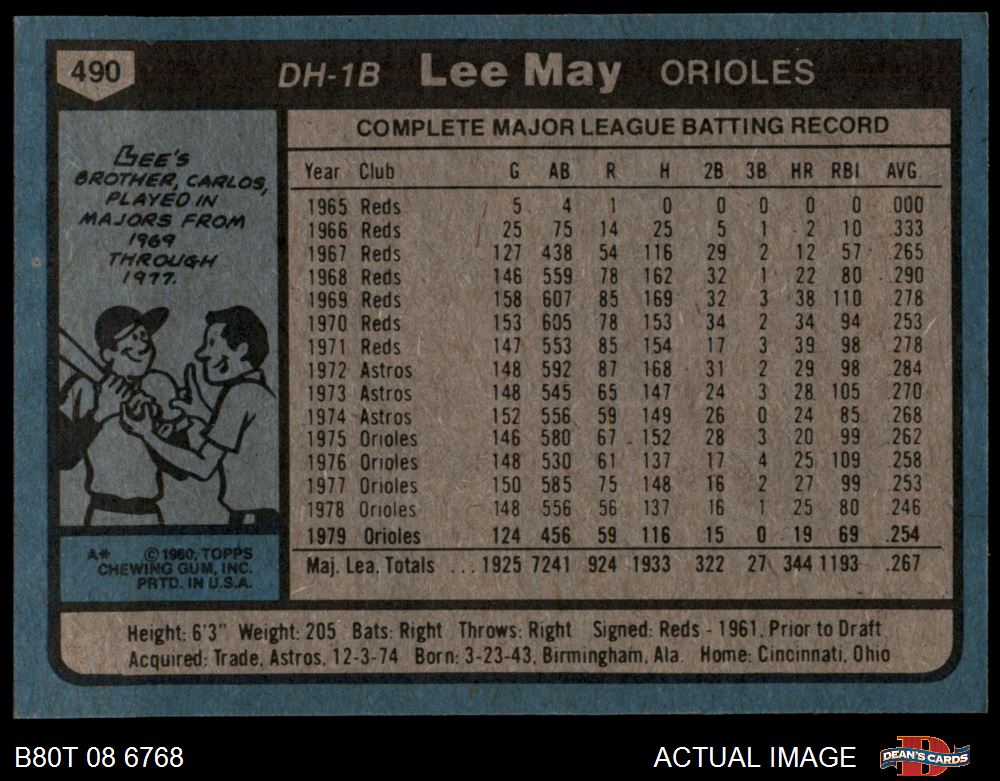 490 DH-1B Lee May ORIOLES
BEE'S
BROTHER, CARLOS,
PLAYED IN
MAJORS FROM
1969
THROUGH
1977.
A* © 1980, TOPPS
CHEWING GUM, INC.
PRTD. IN U.S.A.
COMPLETE MAJOR LEAGUE BATTING RECORD
Year Club G AB R H 2B 3B HR RBI AVG.
1965 Reds 5 4 1 0 0 0 0 0 .000
1966 Reds 25 75 14 25 5 1 2 10 .333
1967 Reds 127 438 54 116 29 2 12 57 .265
1968 Reds 146 559 78 162 32 1 22 80 .290
1969 Reds 158 607 85 169 32 3 38 110 .278
1970 Reds 153 605 78 153 34 2 34 94 .253
1971 Reds 147 553 85 154 17 3 39 98 .278
1972 Astros 148 592 87 168 31 2 29 98 .284
1973 Astros 148 545 65 147 24 3 28 105 .270
1974 Astros 152 556 59 149 26 0 24 85 .268
1975 Orioles 146 580 67 152 28 3 20 99 .262
1976 Orioles 148 530 61 137 17 4 25 109 .258
1977 Orioles 150 585 75 148 16 2 27 99 .253
1978 Orioles 148 556 56 137 16 1 25 80 .246
1979 Orioles 124 456 59 116 15 0 19 69 .254
Maj. Lea. Totals ... 1925 7241 924 1933 322 27 344 1193 .267
Height: 6'3" Weight: 205 Bats: Right Throws: Right Signed: Reds - 1961, Prior to Draft
Acquired: Trade, Astros, 12-3-74 Born: 3-23-43, Birmingham, Ala. Home: Cincinnati, Ohio
B80T 08 6768 ACTUAL IMAGE DEAN'S CARDS